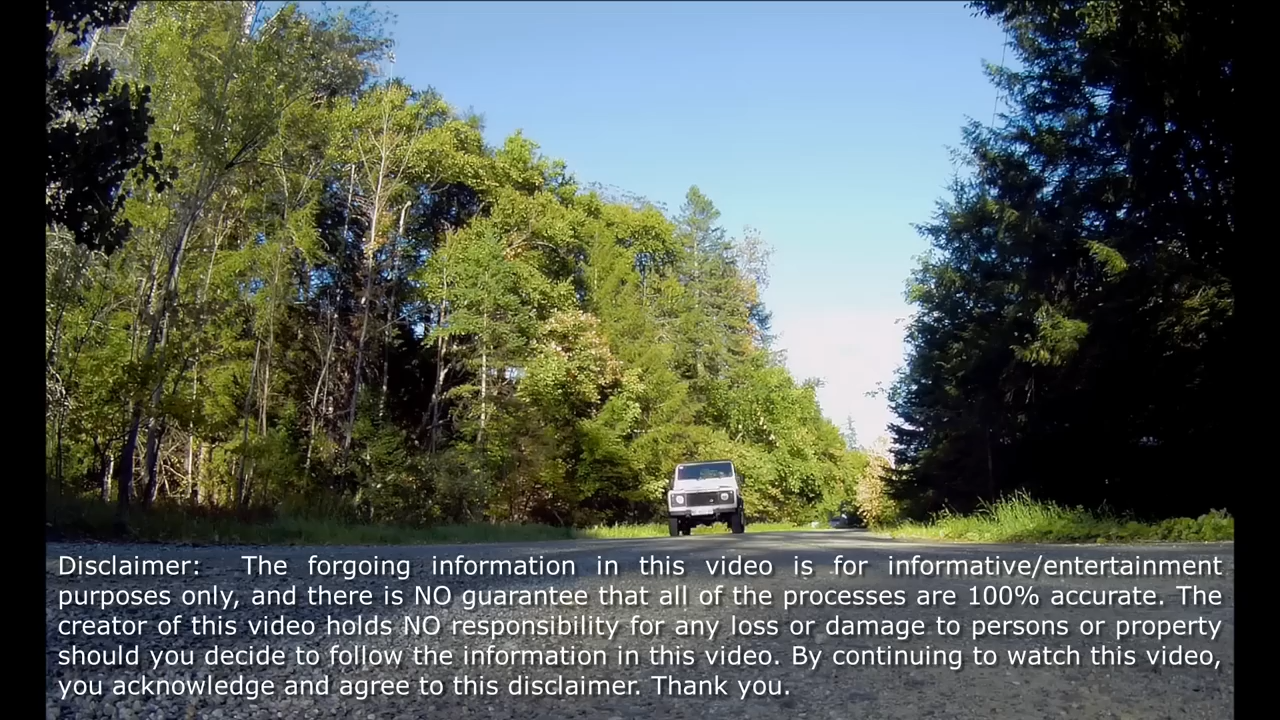 Disclaimer: The forgoing information in this video is for informative/entertainment
purposes only, and there is NO guarantee that all of the processes are 100% accurate. The
creator of this video holds NO responsibility for any loss or damage to persons or property
should you decide to follow the information in this video. By continuing to watch this video,
you acknowledge and agree to this disclaimer. Thank you.